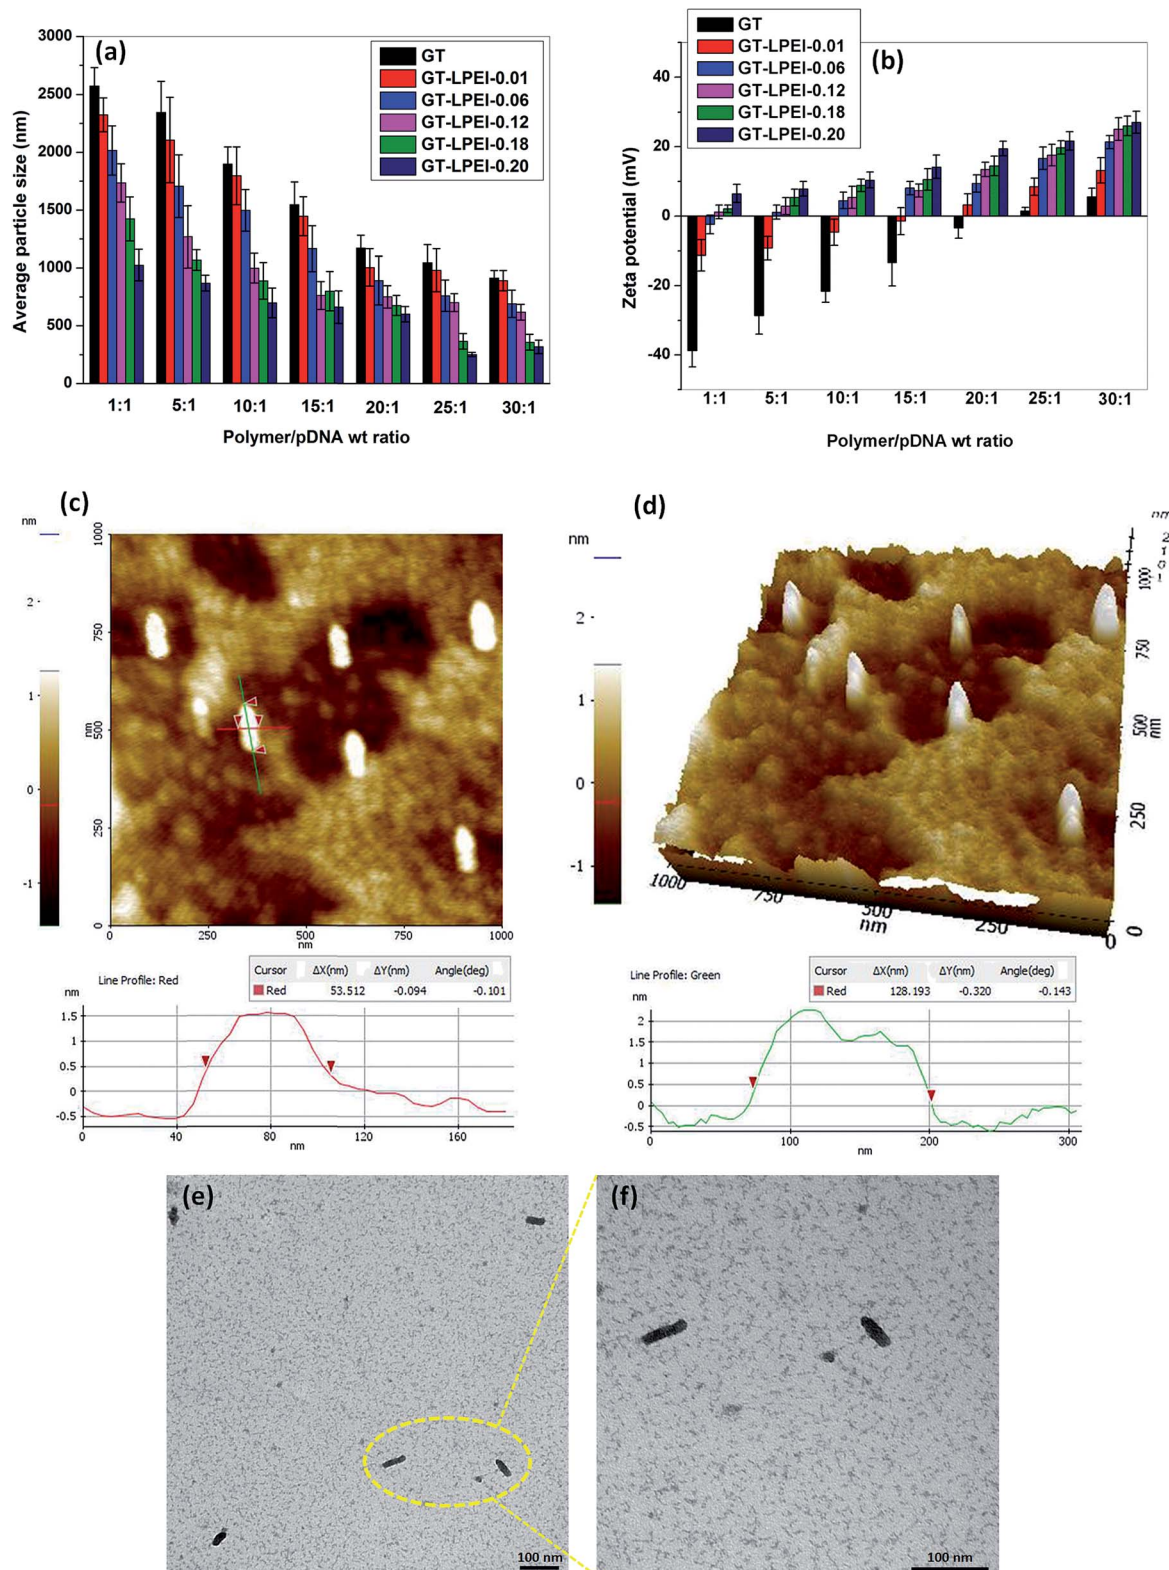 (a)
3000
2500
2000
1500
1000
500
0
Average particle size (nm)
GT
GT-LPEI-0.01
GT-LPEI-0.06
GT-LPEI-0.12
GT-LPEI-0.18
GT-LPEI-0.20
1:1 5:1 10:1 15:1 20:1 25:1 30:1
Polymer/pDNA wt ratio
(b)
GT
GT-LPEI-0.01
GT-LPEI-0.06
GT-LPEI-0.12
GT-LPEI-0.18
GT-LPEI-0.20
40
20
0
-20
-40
Zeta potential (mV)
1:1 5:1 10:1 15:1 20:1 25:1 30:1
Polymer/pDNA wt ratio
(c)
nm
2
1
0
-1
1000
750
500
nm
250
0
0 250 500 750 1000
nm
(d)
nm
2
1
0
-1
nm
1000
750
500
nm
250
0
1000 750 500 250 0
nm
Line Profile: Red
Cursor ΔX(nm) ΔY(nm) Angle(deg)
Red 53.512 -0.094 -0.101
nm
1.5
1
0.5
0
-0.5
0 40 80 120 160
nm
Line Profile: Green
Cursor ΔX(nm) ΔY(nm) Angle(deg)
Red 128.193 -0.320 -0.143
nm
2
1.5
1
0.5
0
-0.5
0 100 200 300
nm
(e)
100 nm
(f)
100 nm